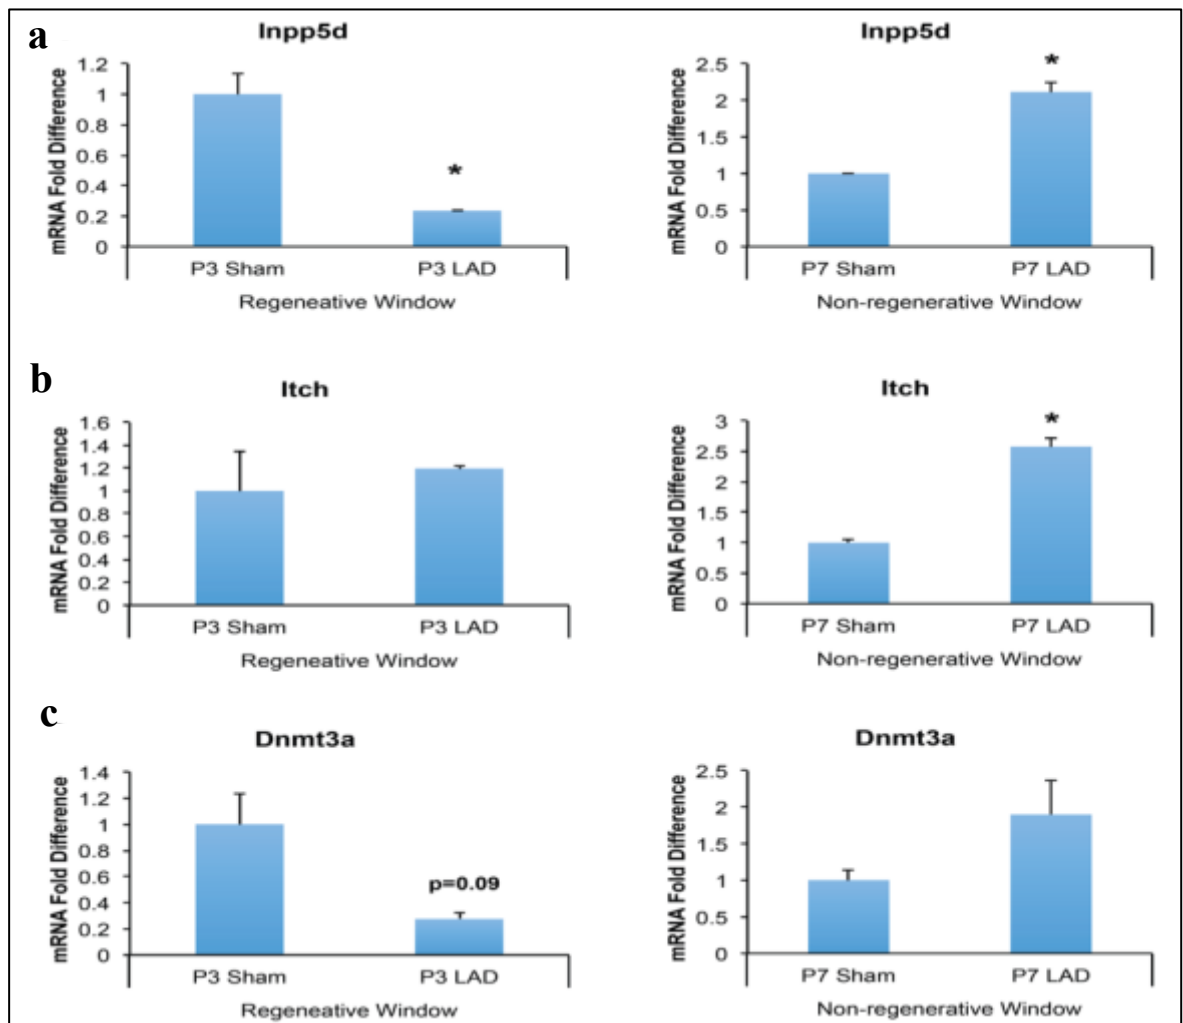 a
Inpp5d
mRNA Fold Difference
1.2
1
0.8
0.6
0.4
0.2
0
*
P3 Sham P3 LAD
Regeneative Window
Inpp5d
mRNA Fold Difference
2.5
2
1.5
1
0.5
0
*
P7 Sham P7 LAD
Non-regenerative Window
b
Itch
mRNA Fold Difference
1.6
1.4
1.2
1
0.8
0.6
0.4
0.2
0
P3 Sham P3 LAD
Regeneative Window
Itch
mRNA Fold Difference
3
2.5
2
1.5
1
0.5
0
*
P7 Sham P7 LAD
Non-regenerative Window
c
Dnmt3a
mRNA Fold Difference
1.4
1.2
1
0.8
0.6
0.4
0.2
0
p=0.09
P3 Sham P3 LAD
Regeneative Window
Dnmt3a
mRNA Fold Difference
2.5
2
1.5
1
0.5
0
P7 Sham P7 LAD
Non-regenerative Window